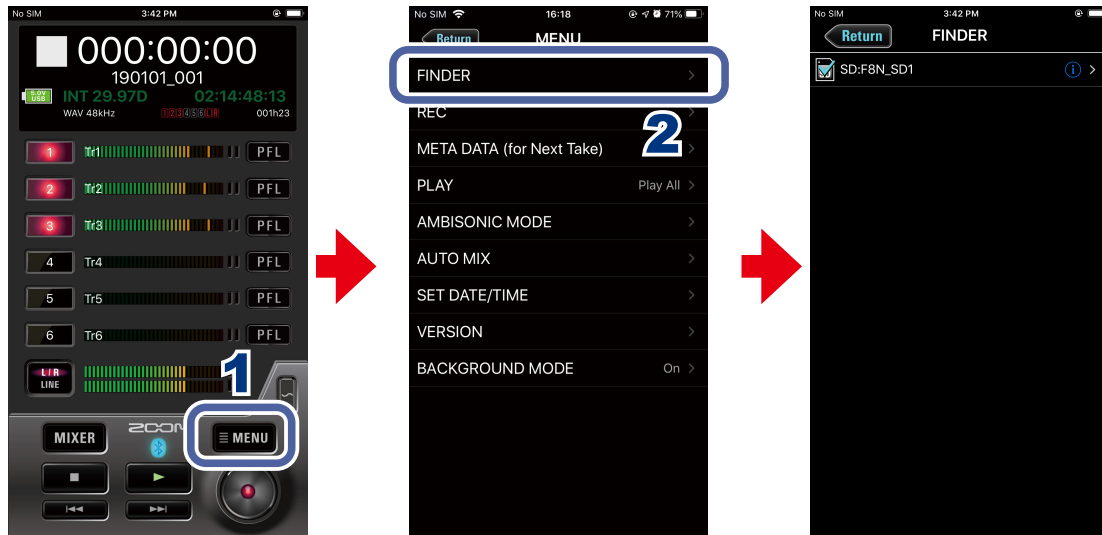 No SIM 3:42 PM
000:00:00
190101_001
5.0V
USB
INT 29.97D 02:14:48:13
WAV 48kHz 1 2 3 4 5 6 L R 001h23
1 Tr1 PFL
2 Tr2 PFL
3 Tr3 PFL
4 Tr4 PFL
5 Tr5 PFL
6 Tr6 PFL
L/R
LINE
1
MIXER
ZOOM
MENU
No SIM 16:18 71%
Return MENU
FINDER
REC
2
META DATA (for Next Take)
PLAY Play All
AMBISONIC MODE
AUTO MIX
SET DATE/TIME
VERSION
BACKGROUND MODE On
No SIM 3:42 PM
Return FINDER
SD:F8N_SD1